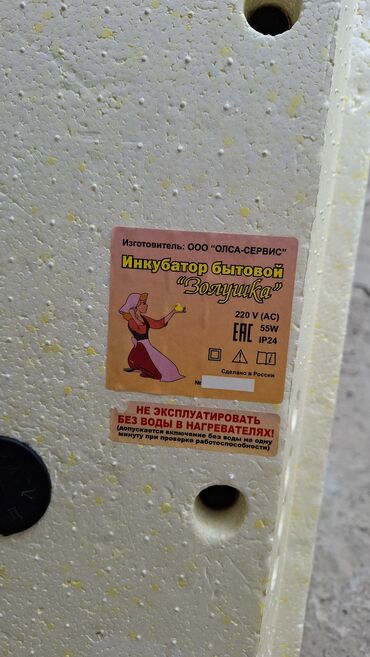 Изготовитель: ООО "ОЛСА-СЕРВИС"
Инкубатор бытовой
"Золушка"
220 V (AC)
EAC 55W
IP24
Сделано в России
№
НЕ ЭКСПЛУАТИРОВАТЬ
БЕЗ ВОДЫ В НАГРЕВАТЕЛЯХ!
(допускается включение без воды на одну
минуту при проверке работоспособности)